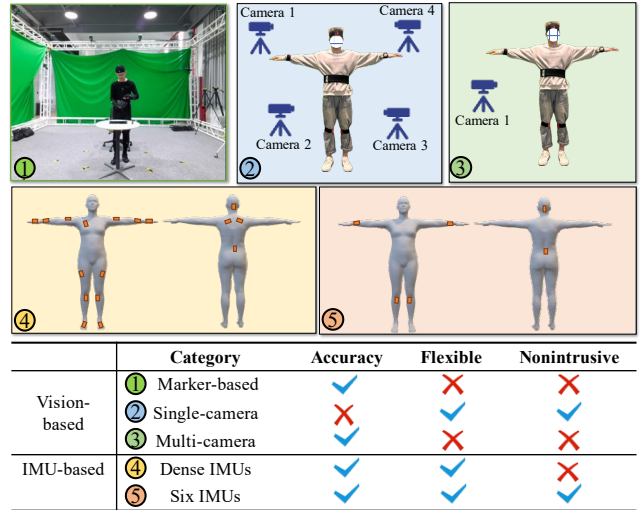 Camera 1
Camera 4
Camera 2
Camera 3
Camera 1
1
2
3
4
5
Category Accuracy Flexible Nonintrusive
Vision-
based
1 Marker-based ✓ ✗ ✗
2 Single-camera ✗ ✓ ✓
3 Multi-camera ✓ ✗ ✗
IMU-based
4 Dense IMUs ✓ ✓ ✗
5 Six IMUs ✓ ✓ ✓